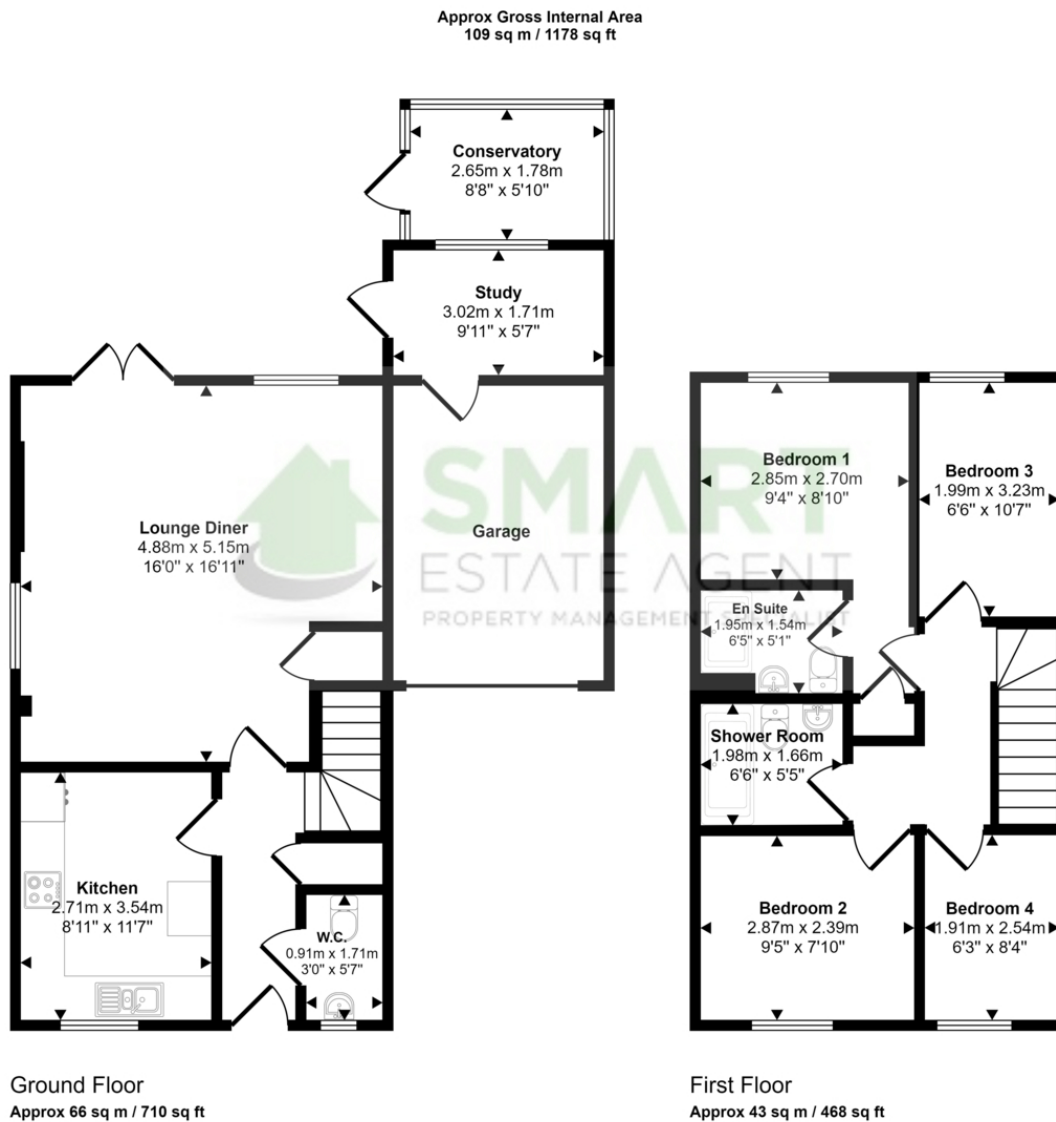 Approx Gross Internal Area
109 sq m / 1178 sq ft
Conservatory
2.65m x 1.78m
8'8" x 5'10"
Study
3.02m x 1.71m
9'11" x 5'7"
Lounge Diner
4.88m x 5.15m
16'0" x 16'11"
Garage
Kitchen
2.71m x 3.54m
8'11" x 11'7"
W.C.
0.91m x 1.71m
3'0" x 5'7"
Ground Floor
Approx 66 sq m / 710 sq ft
Bedroom 1
2.85m x 2.70m
9'4" x 8'10"
Bedroom 3
1.99m x 3.23m
6'6" x 10'7"
En Suite
1.95m x 1.54m
6'5" x 5'1"
Shower Room
1.98m x 1.66m
6'6" x 5'5"
Bedroom 2
2.87m x 2.39m
9'5" x 7'10"
Bedroom 4
1.91m x 2.54m
6'3" x 8'4"
First Floor
Approx 43 sq m / 468 sq ft
SMART
ESTATE AGENT
PROPERTY MANAGEMENT SPECIALIST